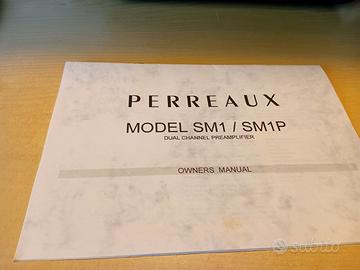 PERREAUX
MODEL SM1 / SM1P
DUAL CHANNEL PREAMPLIFIER
OWNERS MANUAL
subito